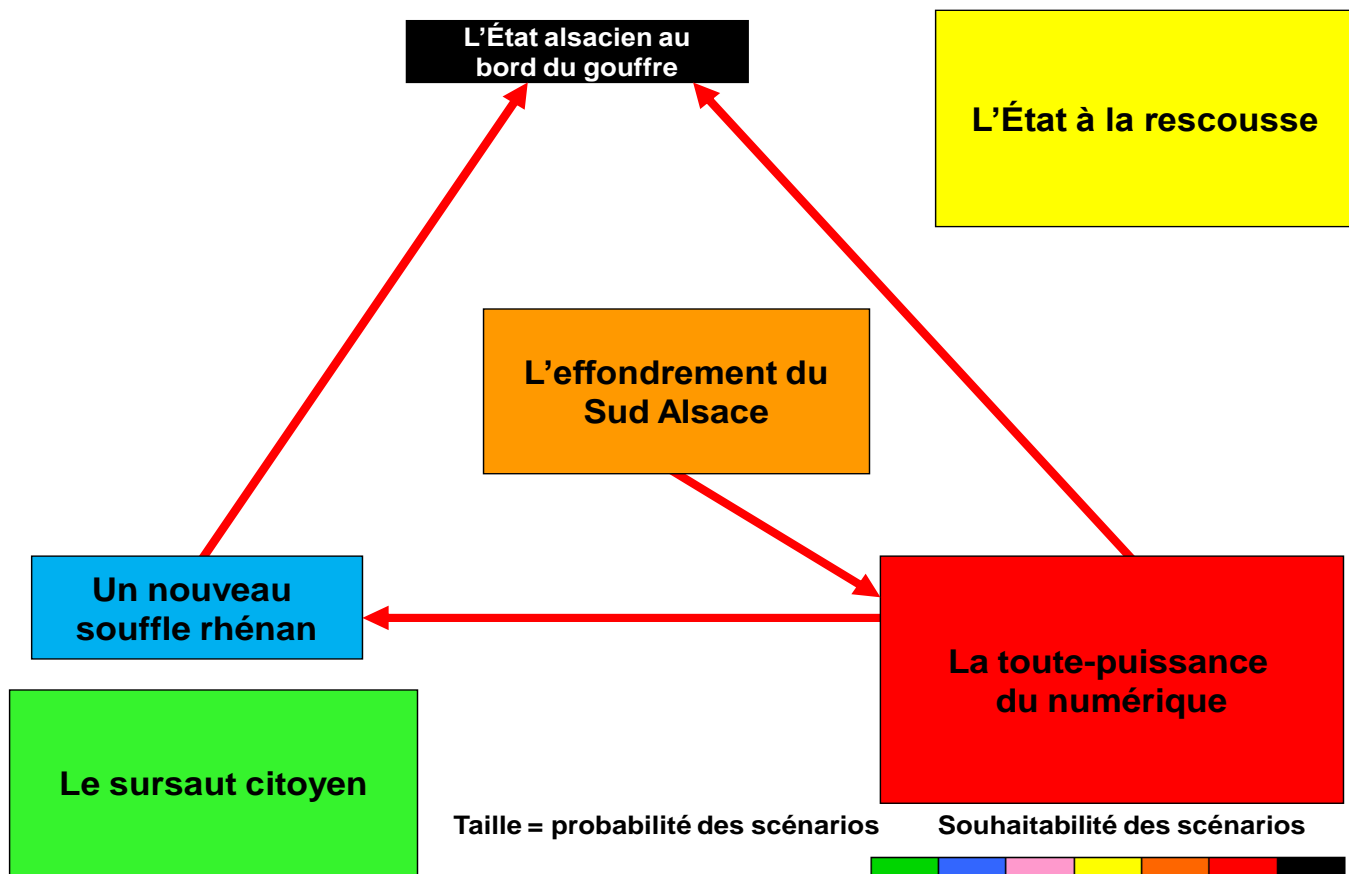 L’État alsacien au
bord du gouffre
L’État à la rescousse
L’effondrement du
Sud Alsace
Un nouveau
souffle rhénan
La toute-puissance
du numérique
Le sursaut citoyen
Taille = probabilité des scénarios
Souhaitabilité des scénarios